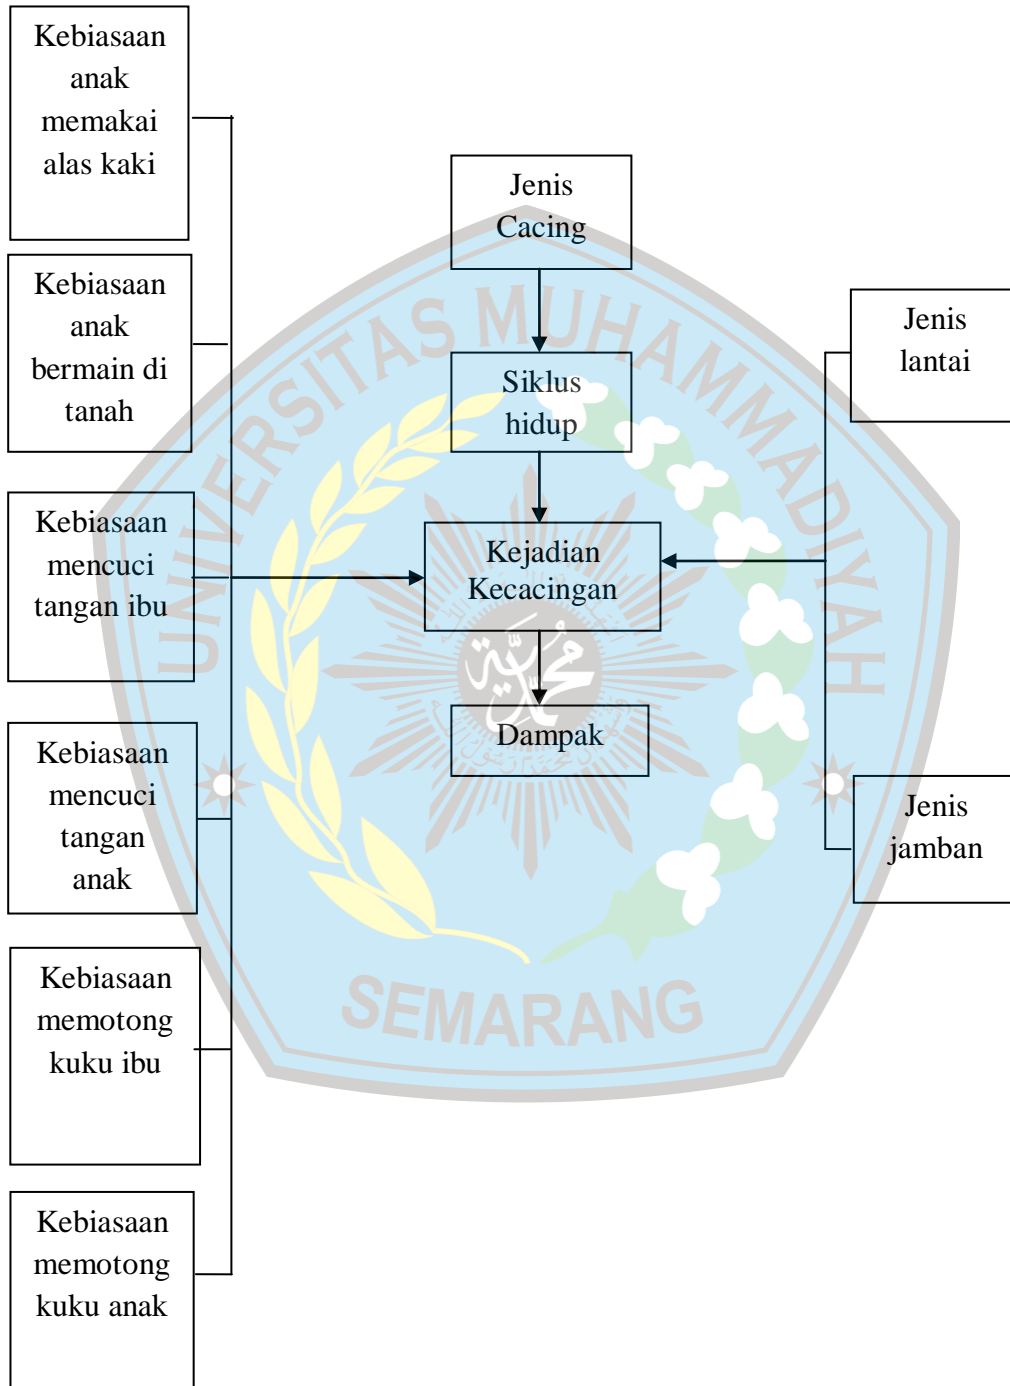 Kebiasaan
anak
memakai
alas kaki
Jenis
Cacing
Kebiasaan
anak
bermain di
tanah
Jenis
lantai
Siklus
hidup
Kebiasaan
mencuci
tangan ibu
Kejadian
Kecacingan
Dampak
Kebiasaan
mencuci
tangan
anak
Jenis
jamban
Kebiasaan
memotong
kuku ibu
Kebiasaan
memotong
kuku anak
UNIVERSITAS MUHAMMADIYAH
SEMARANG